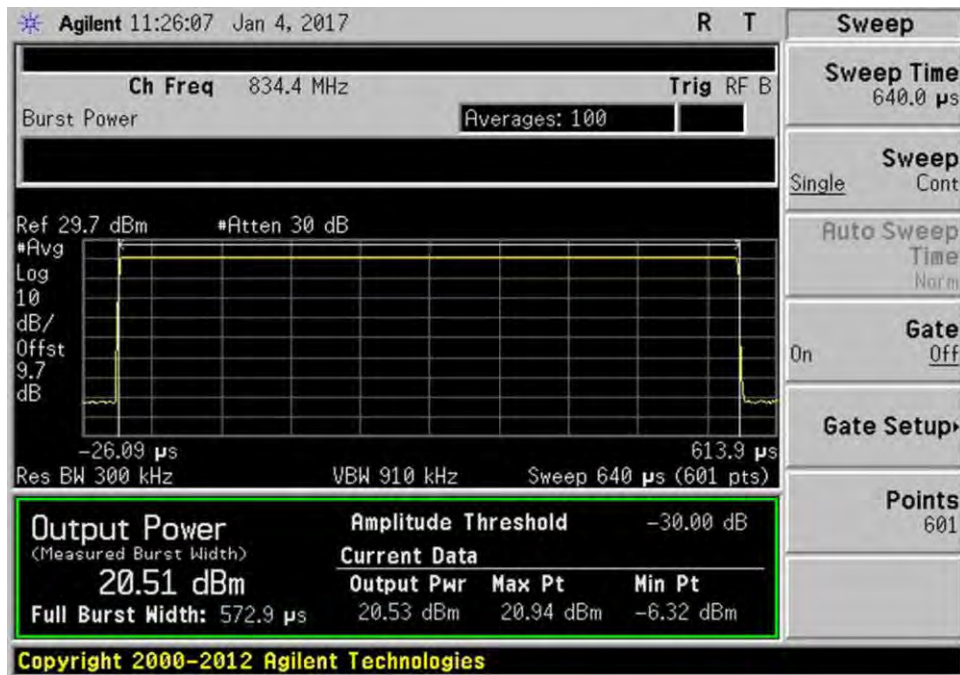 Agilent 11:26:07 Jan 4, 2017 R T
Ch Freq 834.4 MHz Trig RF B
Burst Power Averages: 100
Ref 29.7 dBm #Atten 30 dB
#Avg
Log
10
dB/
Offst
9.7
dB
-26.09 µs 613.9 µs
Res BW 300 kHz VBW 910 kHz Sweep 640 µs (601 pts)
Output Power
(Measured Burst Width)
20.51 dBm
Full Burst Width: 572.9 µs
Amplitude Threshold -30.00 dB
Current Data
Output Pwr Max Pt Min Pt
20.53 dBm 20.94 dBm -6.32 dBm
Copyright 2000-2012 Agilent Technologies
Sweep
Sweep Time
640.0 µs
Sweep
Single Cont
Auto Sweep
Time
Norm
Gate
On Off
Gate Setup
Points
601